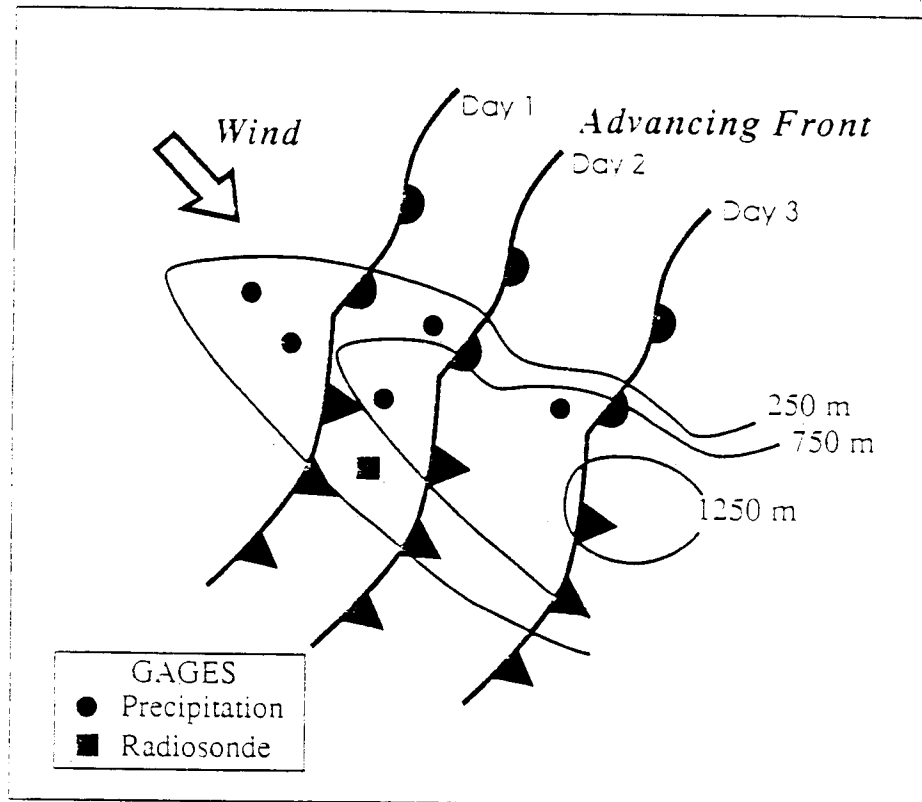 Day 1
Wind
Advancing Front
Day 2
Day 3
250 m
750 m
1250 m
GAGES
Precipitation
Radiosonde